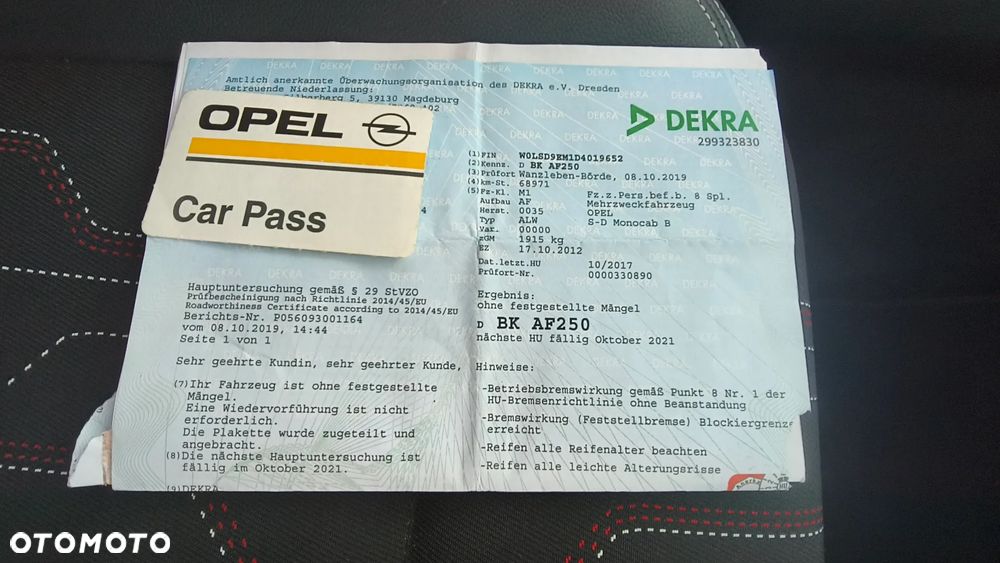 Amtlich anerkannte Überwachungsorganisation des DEKRA e.V. Dresden
Betreuende Niederlassung:
Silberberg 5, 39130 Magdeburg
OPEL
Car Pass
DEKRA
299323830
(1) FIN W0LSD9EM1D4019652
(2) Kennz. D BK AF250
(3) Prüfort Wanzleben-Börde, 08.10.2019
(4) km-St. 68971
(5) Fz-Kl. M1 Fz.z.Pers.bef.b. 8 Spl.
Aufbau AF Mehrzweckfahrzeug
Herst. 0035 OPEL
Typ ALW S-D Monocab B
Var. 00000
zGM 1915 kg
EZ 17.10.2012
Dat.letzt.HU 10/2017
Prüfort-Nr. 0000330890
Hauptuntersuchung gemäß § 29 StVZO
Prüfbescheinigung nach Richtlinie 2014/45/EU
Roadworthiness Certificate according to 2014/45/EU
Berichts-Nr. P056093001164
vom 08.10.2019, 14:44
Seite 1 von 1
Ergebnis:
ohne festgestellte Mängel
D BK AF250
nächste HU fällig Oktober 2021
Sehr geehrte Kundin, sehr geehrter Kunde,
(7) Ihr Fahrzeug ist ohne festgestellte
Mängel.
Eine Wiedervorführung ist nicht
erforderlich.
Die Plakette wurde zugeteilt und
angebracht.
(8) Die nächste Hauptuntersuchung ist
fällig im Oktober 2021.
(9) DEKRA
Hinweise:
-Betriebsbremswirkung gemäß Punkt 8 Nr. 1 der
HU-Bremsenrichtlinie ohne Beanstandung
-Bremswirkung (Feststellbremse) Blockiergrenze
erreicht
-Reifen alle Reifenalter beachten
-Reifen alle leichte Alterungsrisse
OTOMOTO